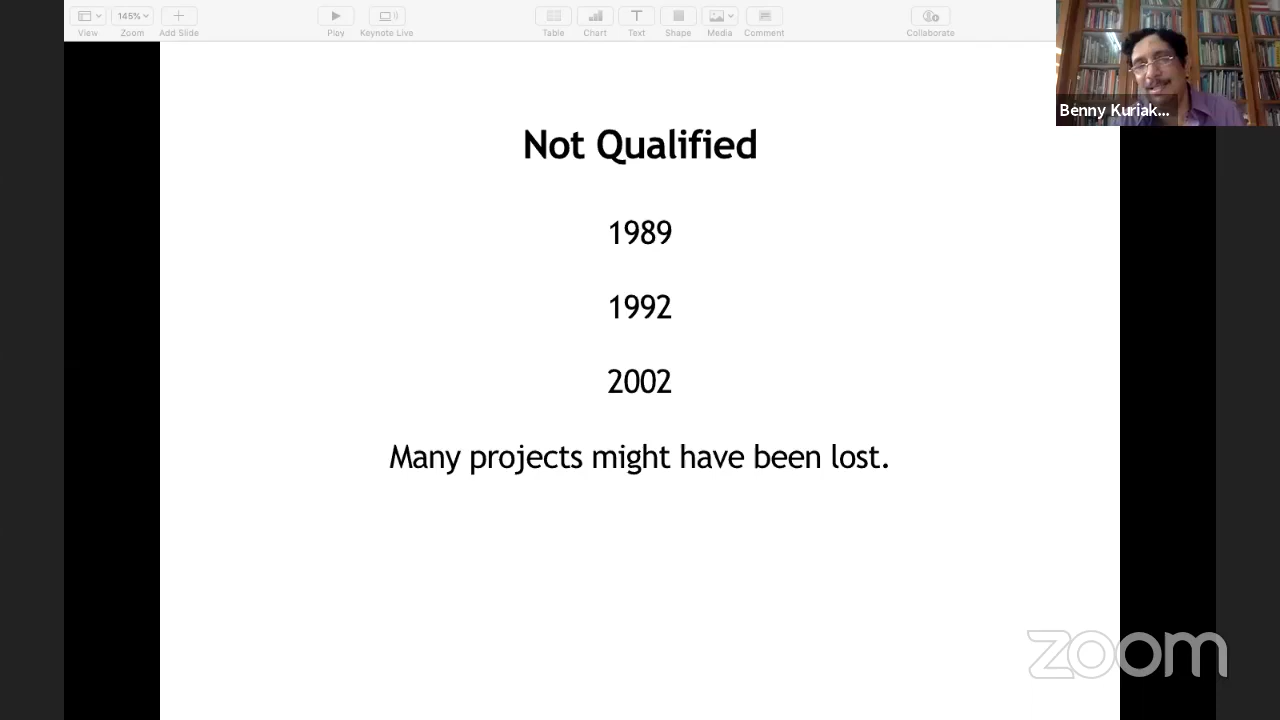 145%
View
Zoom
Add Slide
Play
Keynote Live
Table
Chart
Text
Shape
Media
Comment
Collaborate
Benny Kuriak...
Not Qualified
1989
1992
2002
Many projects might have been lost.
zoom